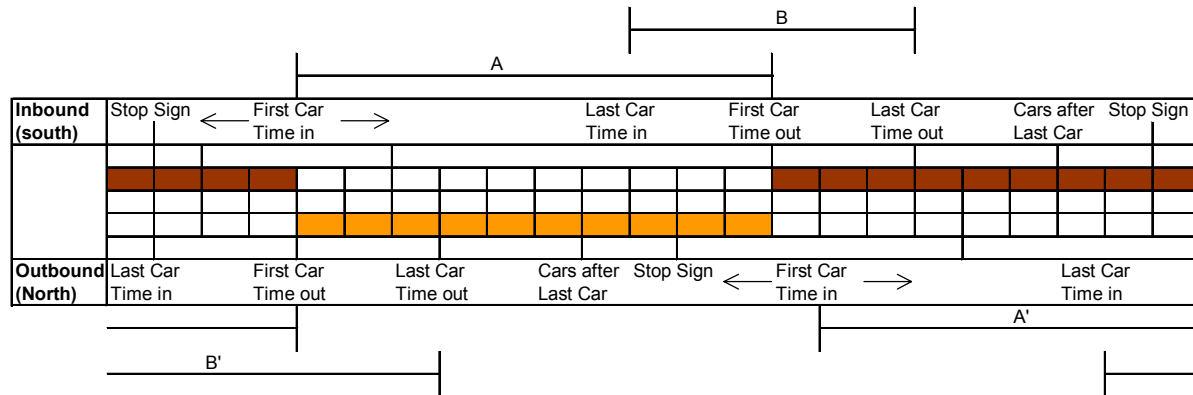 B
A
Inbound Stop Sign First Car Last Car First Car Last Car Cars after Stop Sign
(south) Time in Time in Time out Time out Last Car
Outbound Last Car First Car Last Car Cars after Stop Sign First Car Last Car
(North) Time in Time out Time out Last Car Time in Time in
A'
B'